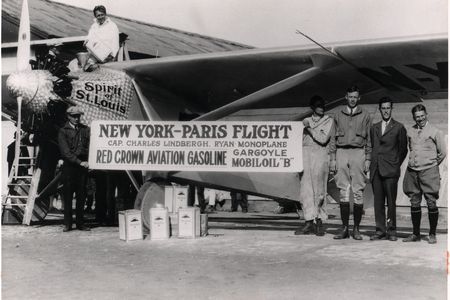 Spirit
of
St. Louis
NEW YORK-PARIS FLIGHT
CAP. CHARLES LINDBERGH. RYAN MONOPLANE
RED CROWN AVIATION GASOLINE GARGOYLE MOBILOIL "B"
N-X